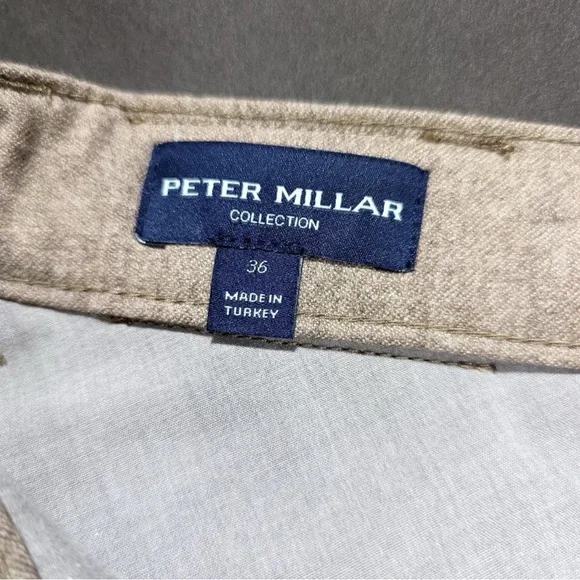 PETER MILLAR
COLLECTION
36
MADE IN
TURKEY